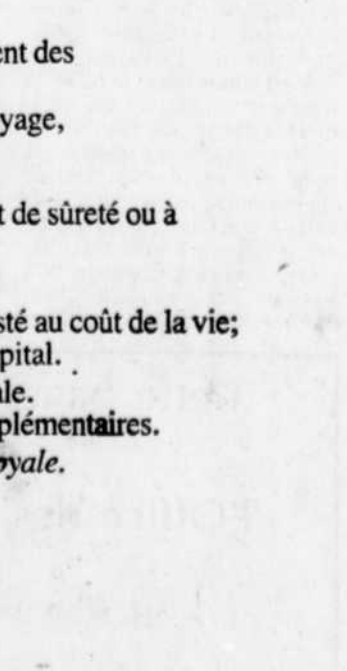 ent des
yage,
t de sûreté ou à
sté au coût de la vie;
pital.
ale.
plémentaires.
oyale.